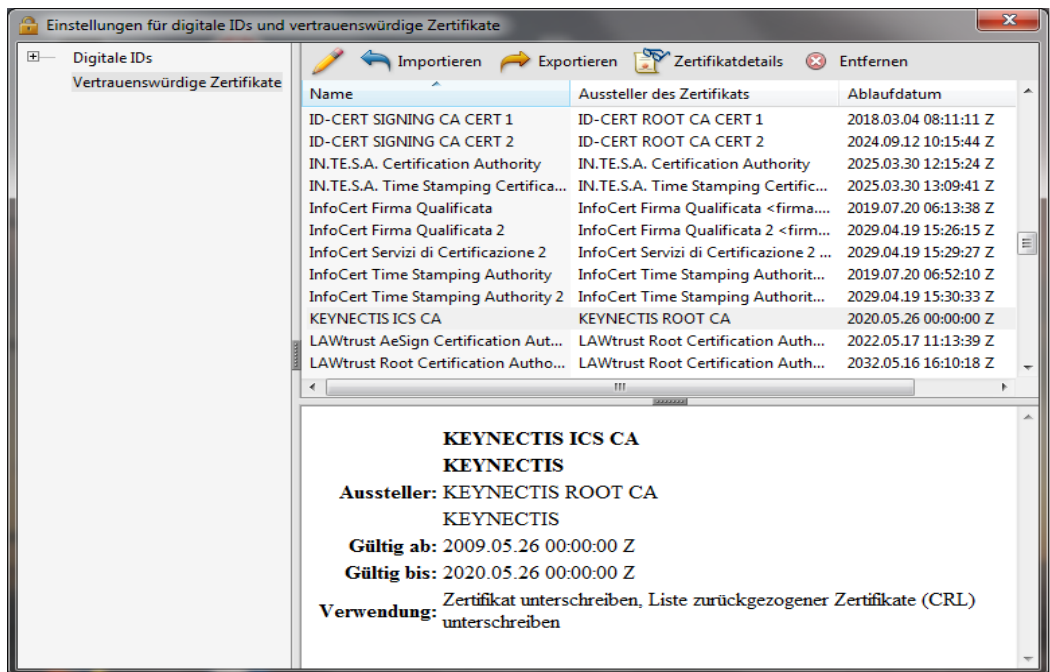 Einstellungen für digitale IDs und vertrauenswürdige Zertifikate
Digitale IDs
Vertrauenswürdige Zertifikate
Importieren Exportieren Zertifikatdetails Entfernen
Name Aussteller des Zertifikats Ablaufdatum
ID-CERT SIGNING CA CERT 1 ID-CERT ROOT CA CERT 1 2018.03.04 08:11:11 Z
ID-CERT SIGNING CA CERT 2 ID-CERT ROOT CA CERT 2 2024.09.12 10:15:44 Z
IN.TE.S.A. Certification Authority IN.TE.S.A. Certification Authority 2025.03.30 12:15:24 Z
IN.TE.S.A. Time Stamping Certifica... IN.TE.S.A. Time Stamping Certific... 2025.03.30 13:09:41 Z
InfoCert Firma Qualificata InfoCert Firma Qualificata <firma.... 2019.07.20 06:13:38 Z
InfoCert Firma Qualificata 2 InfoCert Firma Qualificata 2 <firm... 2029.04.19 15:26:15 Z
InfoCert Servizi di Certificazione 2 InfoCert Servizi di Certificazione 2 ... 2029.04.19 15:29:27 Z
InfoCert Time Stamping Authority InfoCert Time Stamping Authorit... 2019.07.20 06:52:10 Z
InfoCert Time Stamping Authority 2 InfoCert Time Stamping Authorit... 2029.04.19 15:30:33 Z
KEYNECTIS ICS CA KEYNECTIS ROOT CA 2020.05.26 00:00:00 Z
LAWtrust AeSign Certification Aut... LAWtrust Root Certification Auth... 2022.05.17 11:13:39 Z
LAWtrust Root Certification Autho... LAWtrust Root Certification Auth... 2032.05.16 16:10:18 Z
KEYNECTIS ICS CA
KEYNECTIS
Aussteller: KEYNECTIS ROOT CA
KEYNECTIS
Gültig ab: 2009.05.26 00:00:00 Z
Gültig bis: 2020.05.26 00:00:00 Z
Verwendung: Zertifikat unterschreiben, Liste zurückgezogener Zertifikate (CRL)
unterschreiben